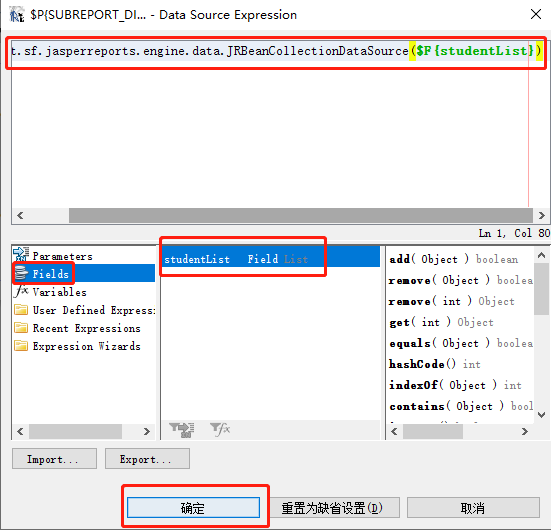 $P{SUBREPORT_DI... - Data Source Expression
t.sf.jasperreports.engine.data.JRBeanCollectionDataSource($F{studentList})
Ln 1, Col 80
Parameters
Fields
Variables
User Defined Express:
Recent Expressions
Expression Wizards
studentList Field List
add( Object ) boolean
remove( Object ) boolea
remove( int ) Object
get( int ) Object
equals( Object ) boolea
hashCode() int
indexOf( Object ) int
contains( Object ) bool
Import...
Export...
确定
重置为缺省设置(D)
取消